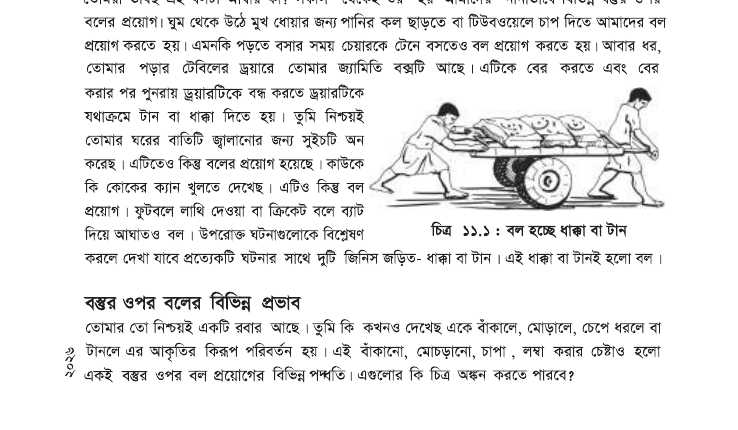 বলের প্রয়োগ। ঘুম থেকে উঠে মুখ ধোয়ার জন্য পানির কল ছাড়তে বা টিউবওয়েলে চাপ দিতে আমাদের বল
প্রয়োগ করতে হয়। এমনকি পড়তে বসার সময় চেয়ারকে টেনে বসতেও বল প্রয়োগ করতে হয়। আবার ধর,
তোমার পড়ার টেবিলের ড্রয়ারে তোমার জ্যামিতি বক্সটি আছে। এটিকে বের করতে এবং বের
করার পর পুনরায় ড্রয়ারটিকে বন্ধ করতে ড্রয়ারটিকে
যথাক্রমে টান বা ধাক্কা দিতে হয়। তুমি নিশ্চয়ই
তোমার ঘরের বাতিটি জ্বালানোর জন্য সুইচটি অন
করেছ। এটিতেও কিন্তু বলের প্রয়োগ হয়েছে। কাউকে
কি কোকের ক্যান খুলতে দেখেছ। এটিও কিন্তু বল
প্রয়োগ। ফুটবলে লাথি দেওয়া বা ক্রিকেট বলে ব্যাট
দিয়ে আঘাতও বল। উপরোক্ত ঘটনাগুলোকে বিশ্লেষণ
চিত্র ১১.১ : বল হচ্ছে ধাক্কা বা টান
করলে দেখা যাবে প্রত্যেকটি ঘটনার সাথে দুটি জিনিস জড়িত- ধাক্কা বা টান। এই ধাক্কা বা টানই হলো বল।
বস্তুর ওপর বলের বিভিন্ন প্রভাব
তোমার তো নিশ্চয়ই একটি রবার আছে। তুমি কি কখনও দেখেছ একে বাঁকালে, মোড়ালে, চেপে ধরলে বা
টানলে এর আকৃতির কিরূপ পরিবর্তন হয়। এই বাঁকানো, মোচড়ানো, চাপা , লম্বা করার চেষ্টাও হলো
একই বস্তুর ওপর বল প্রয়োগের বিভিন্ন পদ্ধতি। এগুলোর কি চিত্র অঙ্কন করতে পারবে?
২০২৬